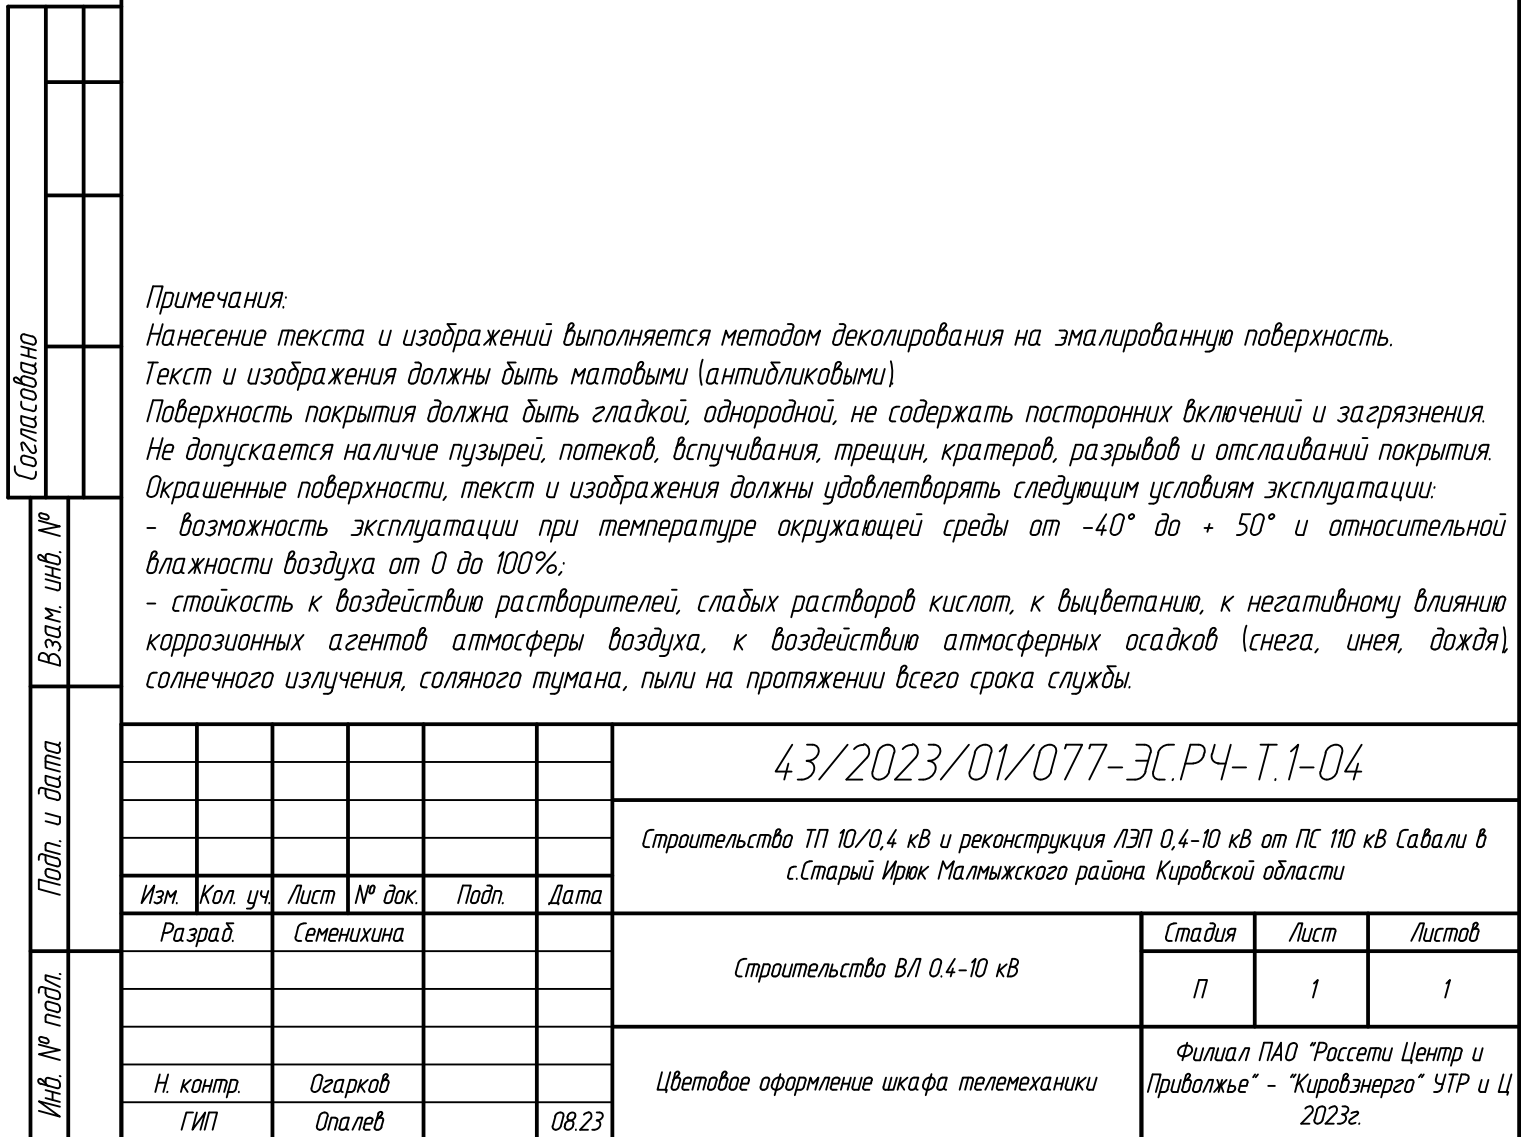 Примечания:
Нанесение текста и изображений выполняется методом деколирования на эмалированную поверхность.
Текст и изображения должны быть матовыми (антибликовыми).
Поверхность покрытия должна быть гладкой, однородной, не содержать посторонних включений и загрязнения.
Не допускается наличие пузырей, потеков, вспучивания, трещин, кратеров, разрывов и отслаиваний покрытия.
Окрашенные поверхности, текст и изображения должны удовлетворять следующим условиям эксплуатации:
- возможность эксплуатации при температуре окружающей среды от -40° до + 50° и относительной
влажности воздуха от 0 до 100%;
- стойкость к воздействию растворителей, слабых растворов кислот, к выцветанию, к негативному влиянию
коррозионных агентов атмосферы воздуха, к воздействию атмосферных осадков (снега, инея, дождя),
солнечного излучения, соляного тумана, пыли на протяжении всего срока службы.
Согласовано
Взам. инв. №
Подп. и дата
Инв. № подл.
43/2023/01/077-ЭС.РЧ-Т.1-04
Строительство ТП 10/0,4 кВ и реконструкция ЛЭП 0,4-10 кВ от ПС 110 кВ Савали в
с.Старый Ирюк Малмыжского района Кировской области
Изм. Кол. уч. Лист № док. Подп. Дата
Разраб. Семенихина
Строительство ВЛ 0.4-10 кВ
Стадия Лист Листов
П 1 1
Н. контр. Огарков
ГИП Опалев 08.23
Цветовое оформление шкафа телемеханики
Филиал ПАО "Россети Центр и
Приволжье" - "Кировэнерго" УТР и Ц
2023г.